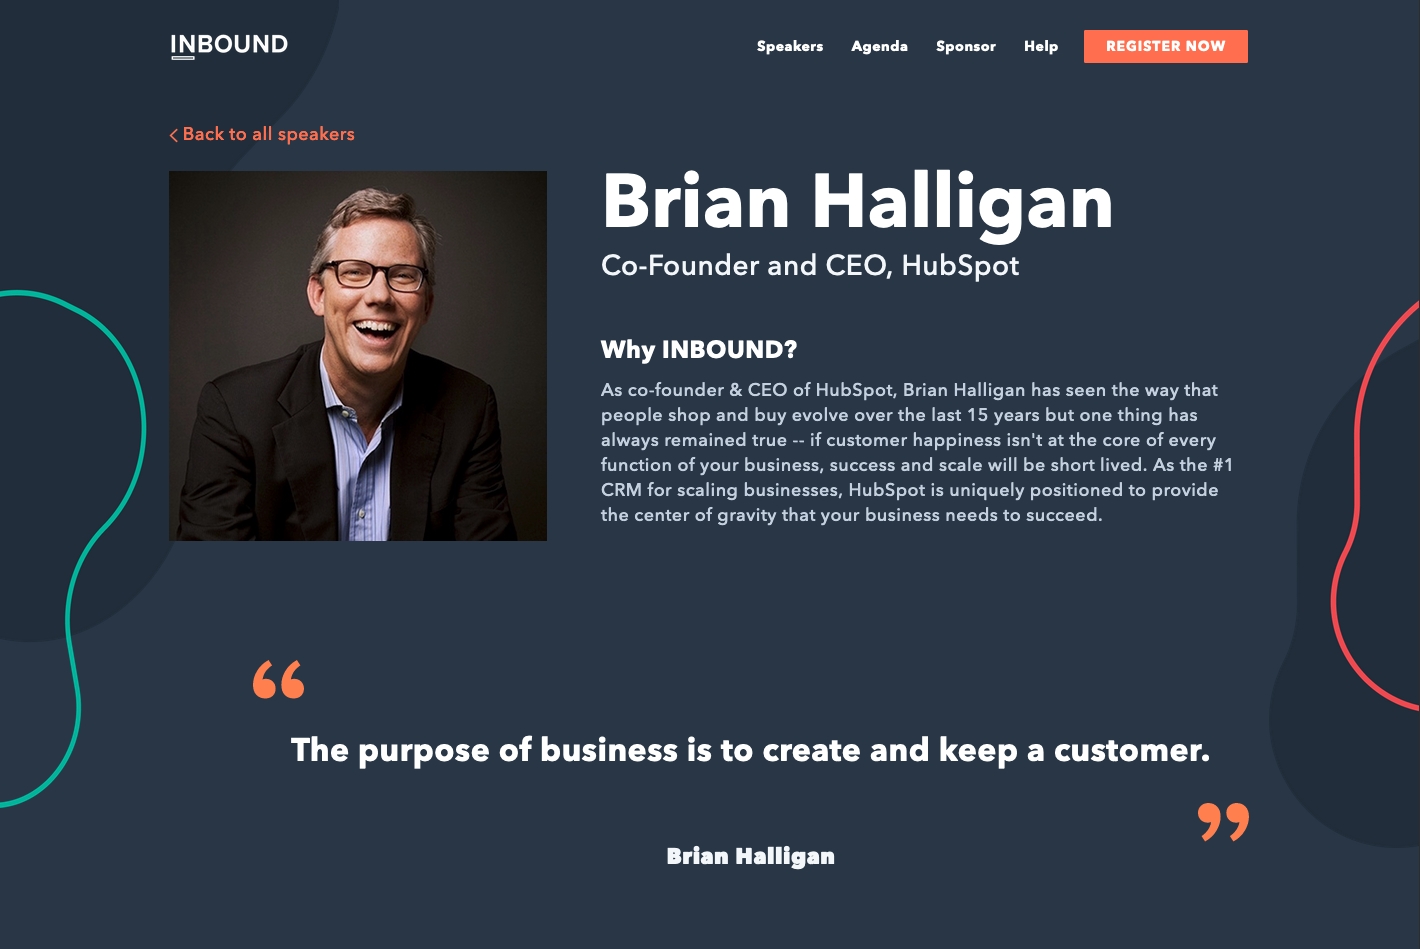 INBOUND
Speakers
Agenda
Sponsor
Help
REGISTER NOW
Back to all speakers
Brian Halligan
Co-Founder and CEO, HubSpot
Why INBOUND?
As co-founder & CEO of HubSpot, Brian Halligan has seen the way that
people shop and buy evolve over the last 15 years but one thing has
always remained true -- if customer happiness isn't at the core of every
function of your business, success and scale will be short lived. As the #1
CRM for scaling businesses, HubSpot is uniquely positioned to provide
the center of gravity that your business needs to succeed.
“
The purpose of business is to create and keep a customer.
”
Brian Halligan